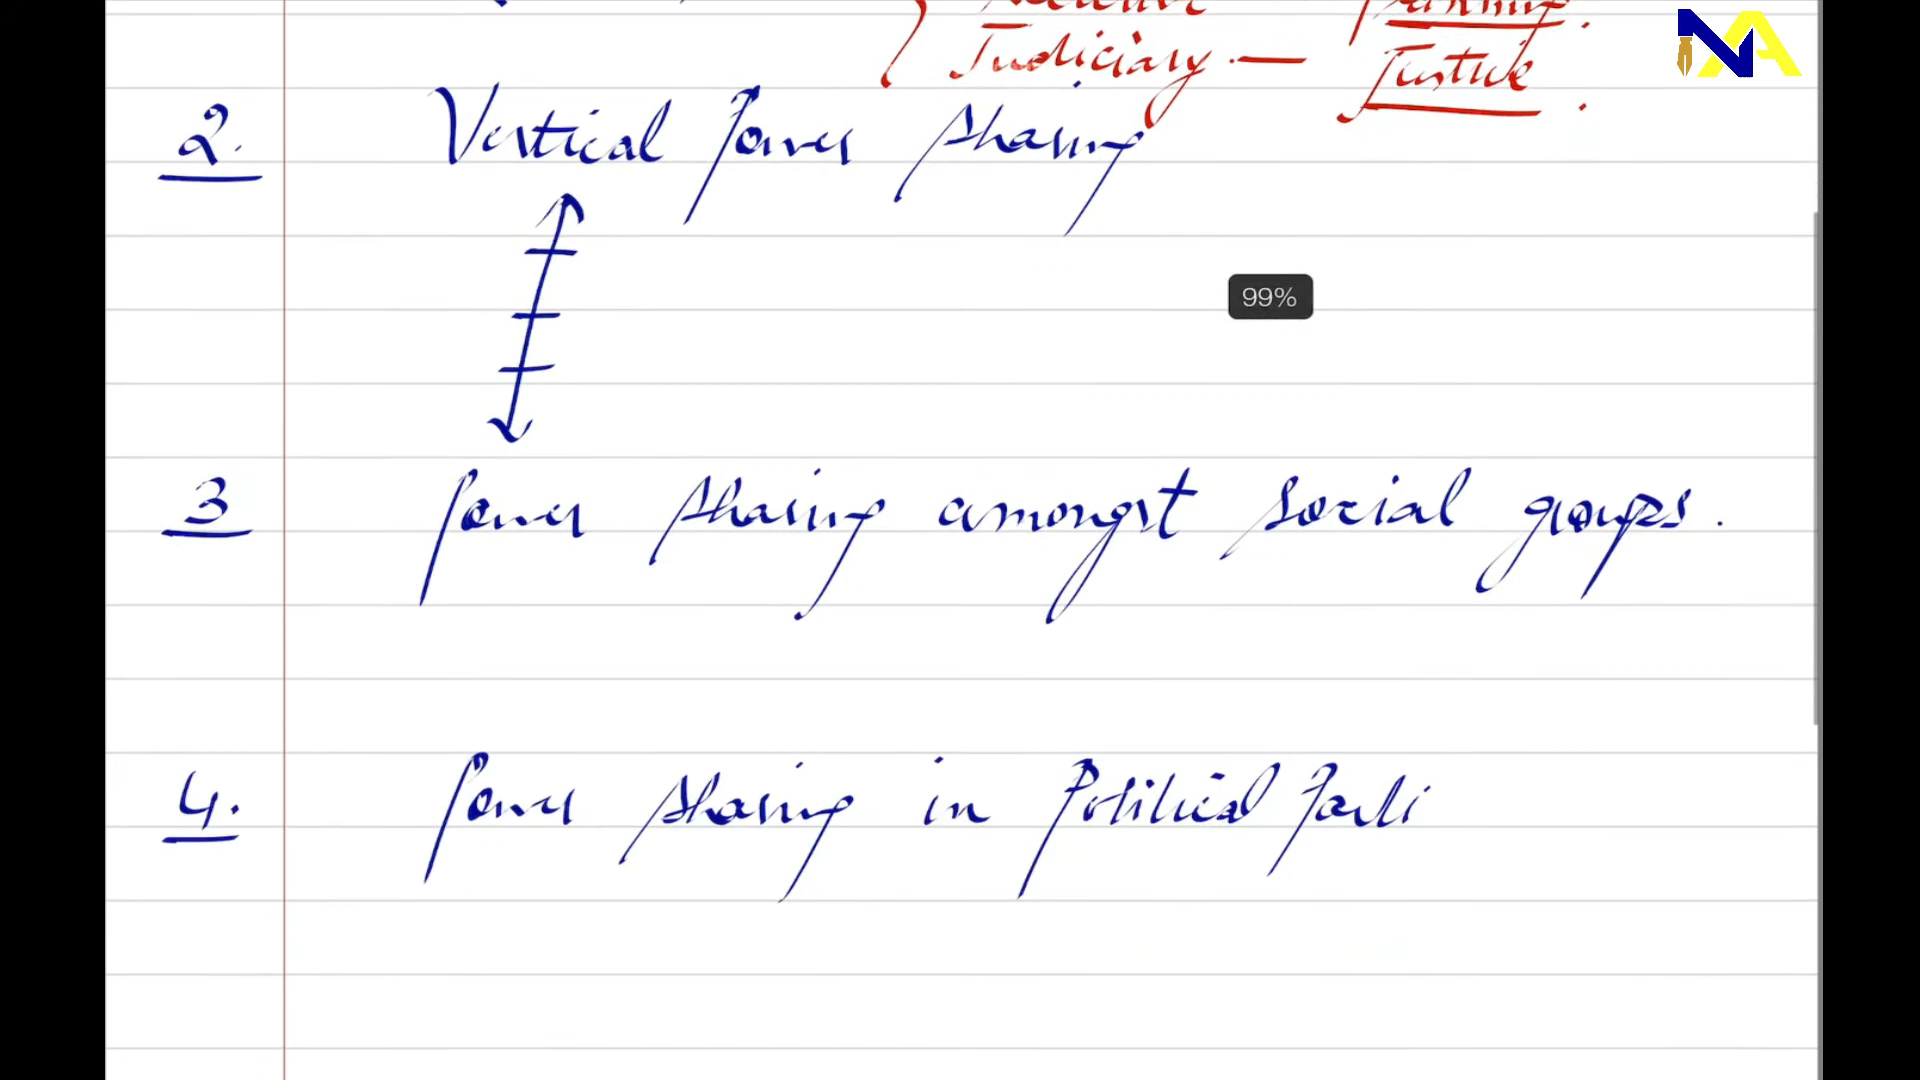 Judiciary. — Justice.
2. Vertical Power Sharing
99%
3 Power Sharing amongst social groups.
4. Power Sharing in Political Parti